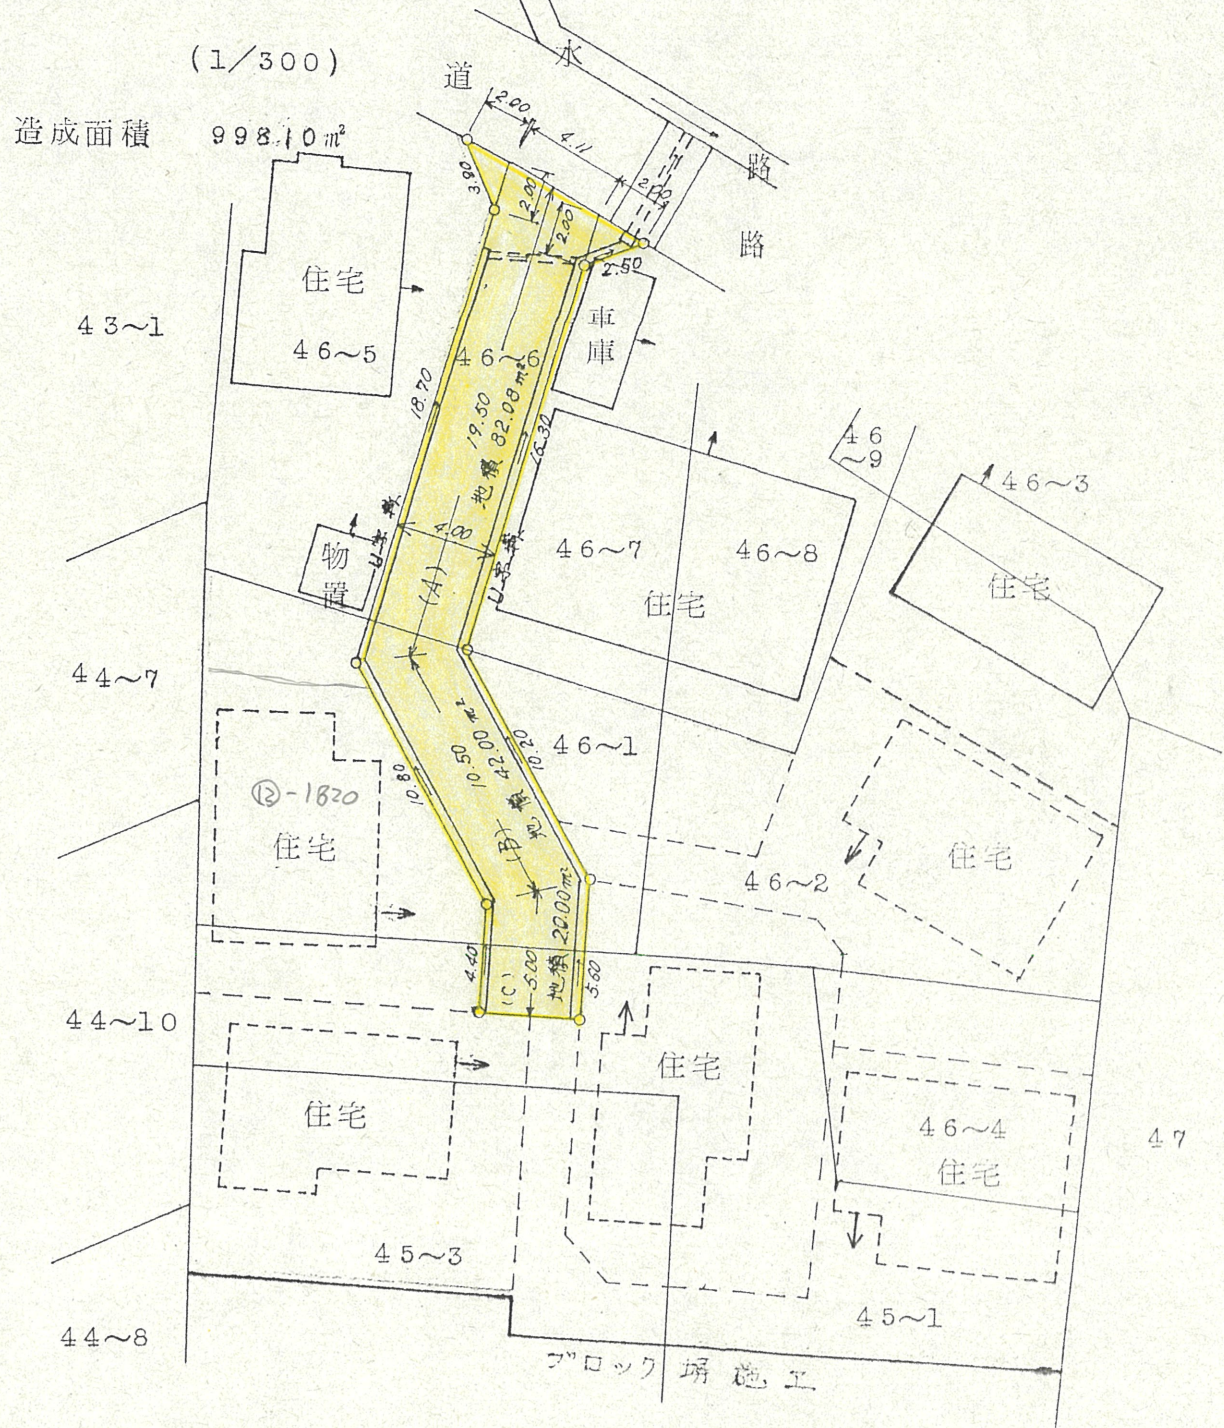 (1/300)
水
道
造成面積 998.10㎡
2.00
4.11
路
3.80
2.00
2.00
2.00
路
2.50
住宅
車庫
43~1
46~5
46~6
18.70
19.50
地積 82.08㎡
16.30
46
~9
46~3
U字溝
4.00
U字溝
物置
46~7
46~8
住宅
住宅
(A)
44~7
46~1
10.20
10.50
地積 42.00㎡
10.80
⑫-1820
住宅
(B)
住宅
46~2
地積 20.00㎡
4.40
(C)
5.00
5.60
44~10
住宅
住宅
46~4
住宅
47
45~3
45~1
44~8
ブロック塀施工